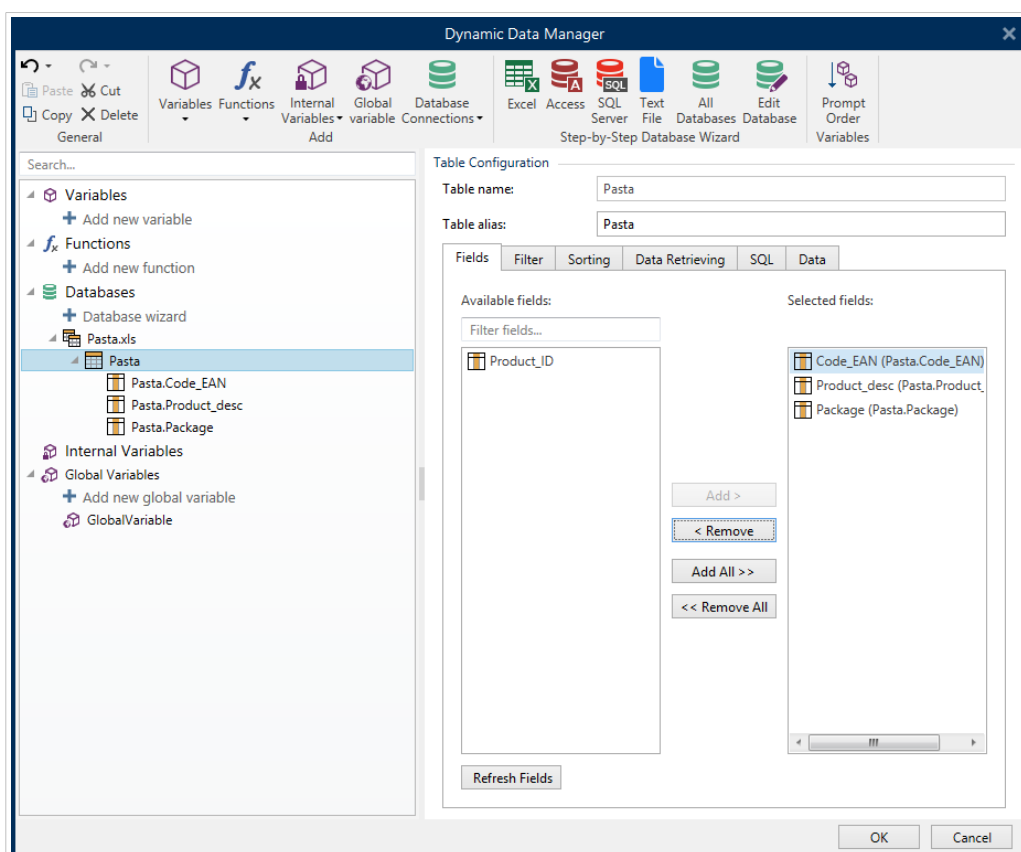 Dynamic Data Manager
Paste Cut
Copy Delete
General
Variables Functions Internal Variables Global variable Database Connections
Add
Excel Access SQL Server Text File All Databases Edit Database
Step-by-Step Database Wizard
Prompt Order
Variables
Search...
Variables
Add new variable
Functions
Add new function
Databases
Database wizard
Pasta.xls
Pasta
Pasta.Code_EAN
Pasta.Product_desc
Pasta.Package
Internal Variables
Global Variables
Add new global variable
GlobalVariable
Table Configuration
Table name: Pasta
Table alias: Pasta
Fields Filter Sorting Data Retrieving SQL Data
Available fields:
Filter fields...
Product_ID
Add >
< Remove
Add All >>
<< Remove All
Selected fields:
Code_EAN (Pasta.Code_EAN)
Product_desc (Pasta.Product_
Package (Pasta.Package)
Refresh Fields
OK Cancel